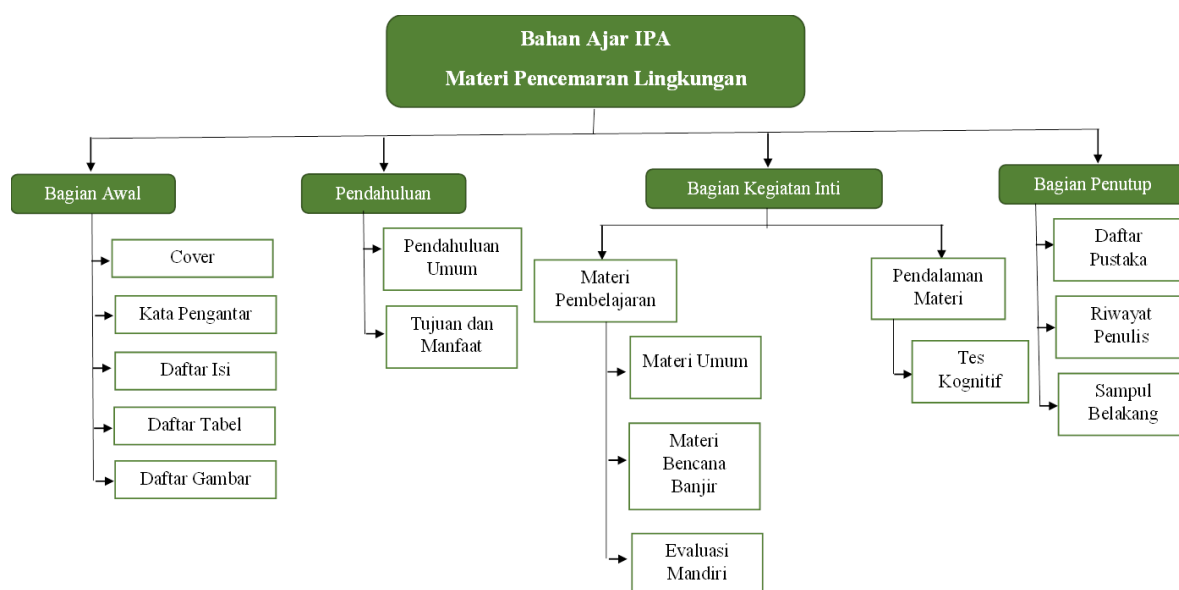 Bahan Ajar IPA
Materi Pencemaran Lingkungan
Bagian Awal
Cover
Kata Pengantar
Daftar Isi
Daftar Tabel
Daftar Gambar
Pendahuluan
Pendahuluan
Umum
Tujuan dan
Manfaat
Bagian Kegiatan Inti
Materi
Pembelajaran
Materi Umum
Materi
Bencana
Banjir
Evaluasi
Mandiri
Pendalaman
Materi
Tes
Kognitif
Bagian Penutup
Daftar
Pustaka
Riwayat
Penulis
Sampul
Belakang